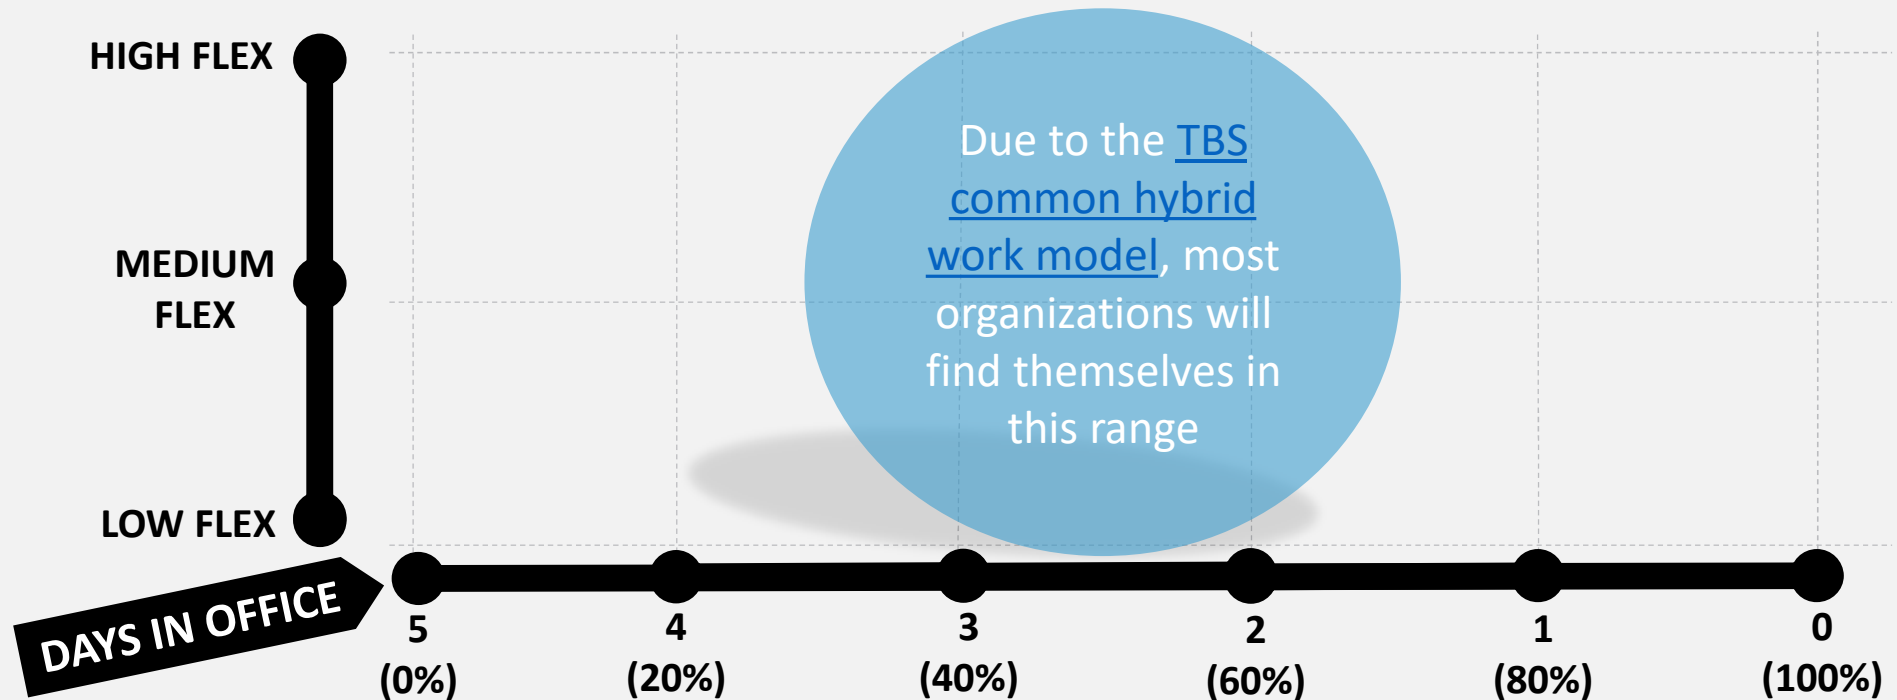 HIGH FLEX
MEDIUM
FLEX
LOW FLEX
Due to the TBS
common hybrid
work model, most
organizations will
find themselves in
this range
DAYS IN OFFICE
5 4 3 2 1 0
(0%) (20%) (40%) (60%) (80%) (100%)